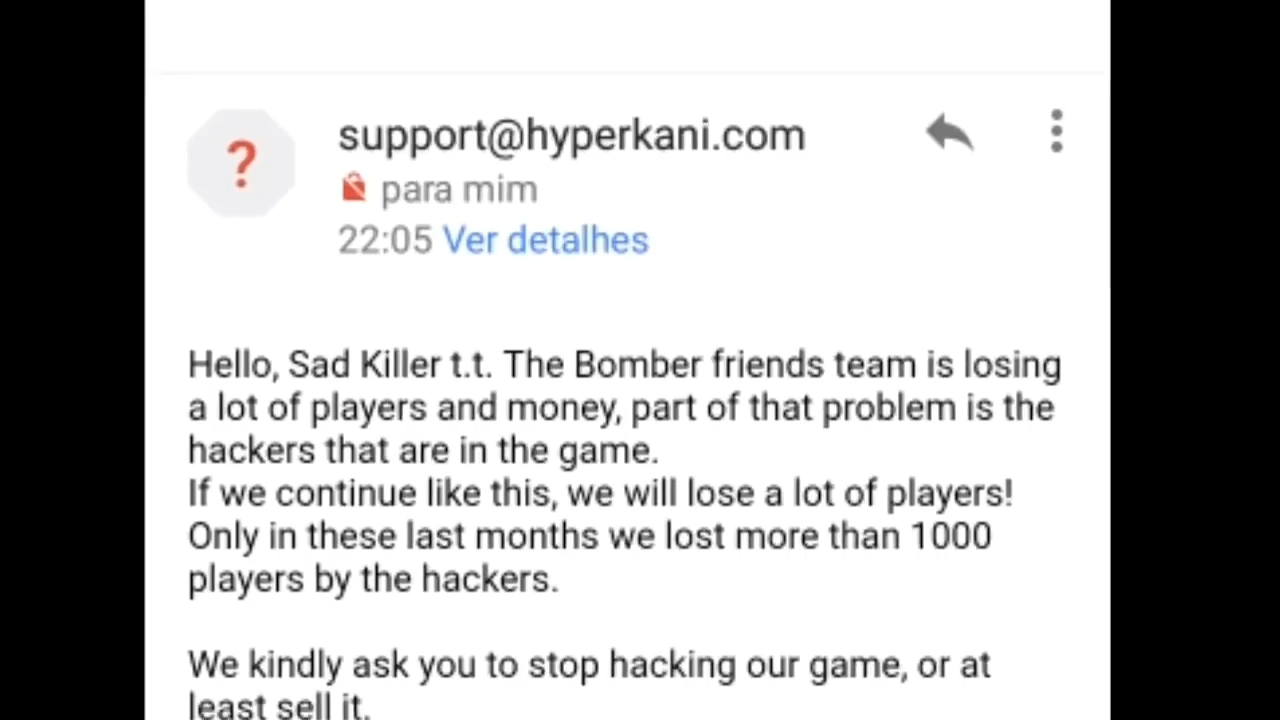 ?
support@hyperkani.com
para mim
22:05 Ver detalhes
Hello, Sad Killer t.t. The Bomber friends team is losing
a lot of players and money, part of that problem is the
hackers that are in the game.
If we continue like this, we will lose a lot of players!
Only in these last months we lost more than 1000
players by the hackers.
We kindly ask you to stop hacking our game, or at
least sell it.